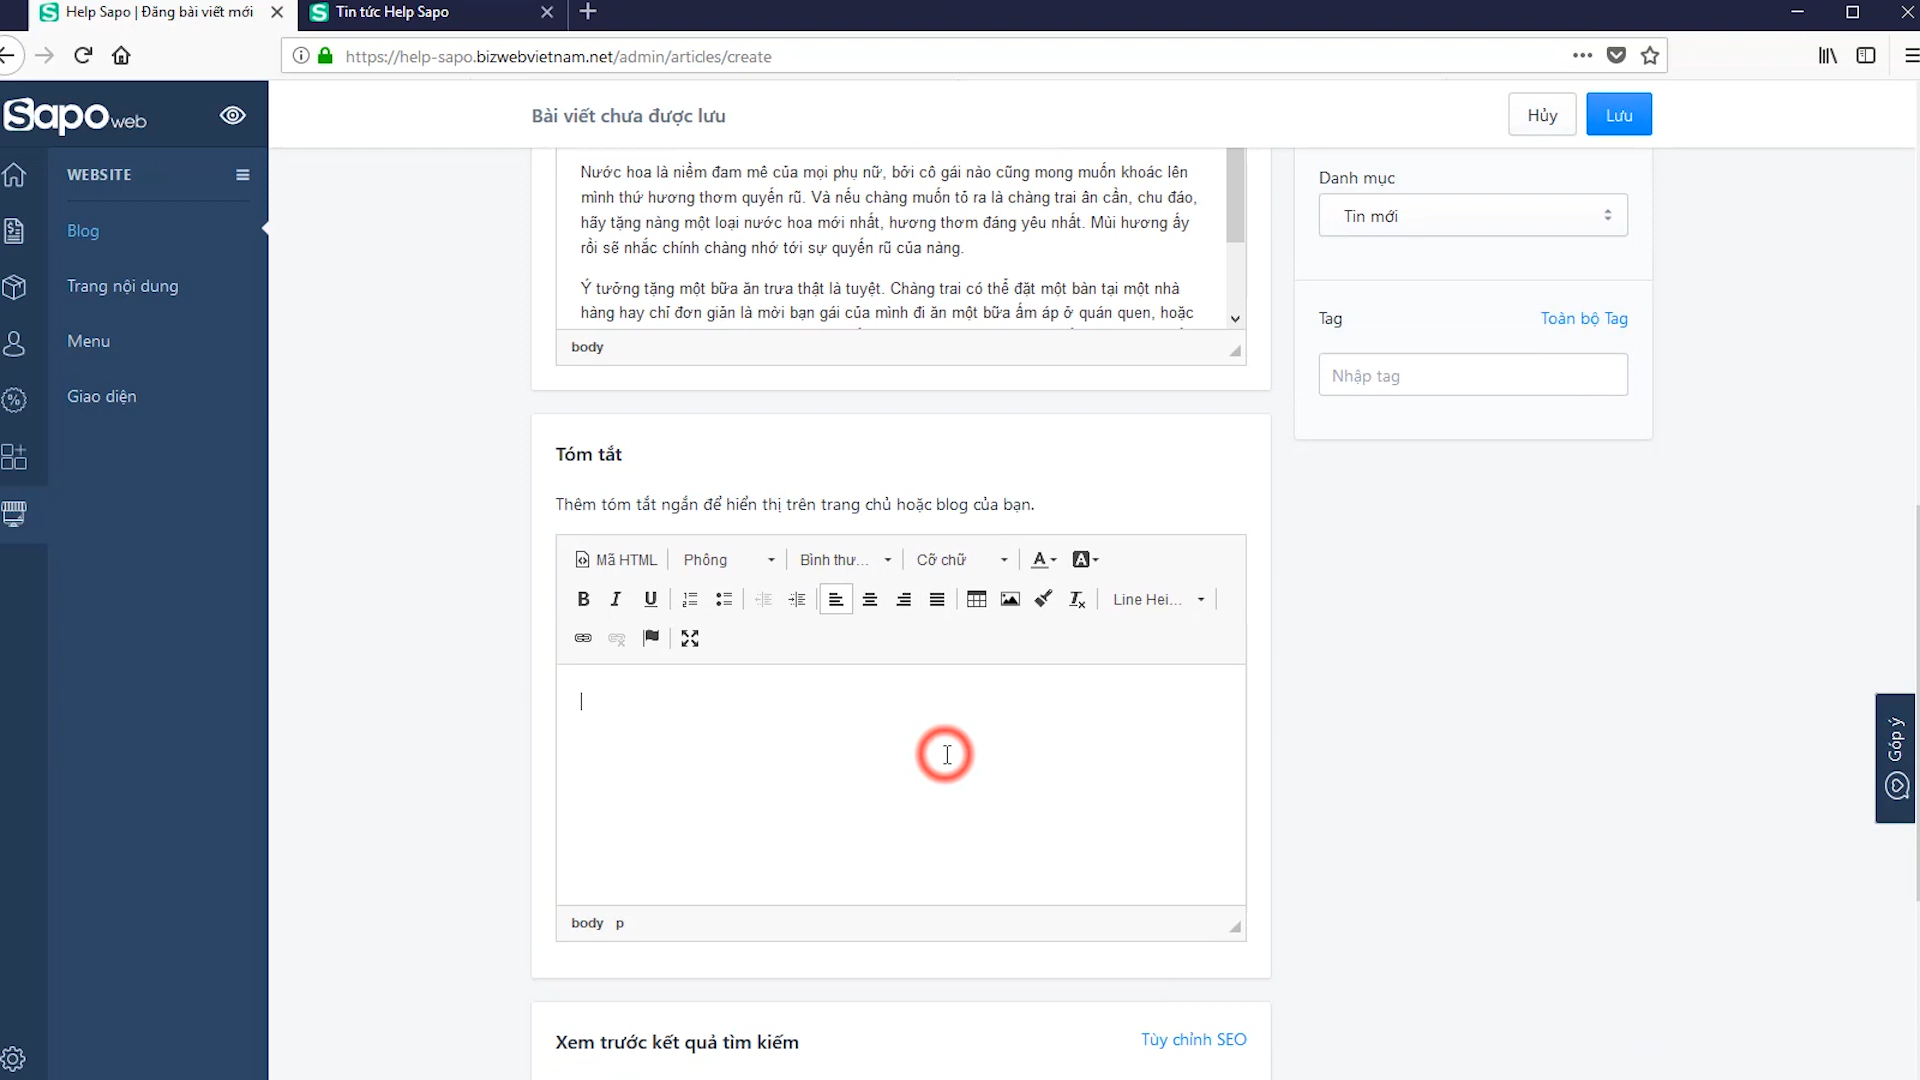 Help Sapo | Đăng bài viết mới
Tin tức Help Sapo
https://help-sapo.bizwebvietnam.net/admin/articles/create
Sapo web
Bài viết chưa được lưu
Hủy
Lưu
WEBSITE
Blog
Trang nội dung
Menu
Giao diện
Nước hoa là niềm đam mê của mọi phụ nữ, bởi cô gái nào cũng mong muốn khoác lên
mình thứ hương thơm quyến rũ. Và nếu chàng muốn tỏ ra là chàng trai ân cần, chu đáo,
hãy tặng nàng một loại nước hoa mới nhất, hương thơm đáng yêu nhất. Mùi hương ấy
rồi sẽ nhắc chính chàng nhớ tới sự quyến rũ của nàng.
Ý tưởng tặng một bữa ăn trưa thật là tuyệt. Chàng trai có thể đặt một bàn tại một nhà
hàng hay chỉ đơn giản là mời bạn gái của mình đi ăn một bữa ấm áp ở quán quen, hoặc
body
Danh mục
Tin mới
Tag
Toàn bộ Tag
Nhập tag
Tóm tắt
Thêm tóm tắt ngắn để hiển thị trên trang chủ hoặc blog của bạn.
Mã HTML
Phông
Bình thư...
Cỡ chữ
A
A
B
I
U
Line Hei...
body p
Xem trước kết quả tìm kiếm
Tùy chỉnh SEO
Góp ý